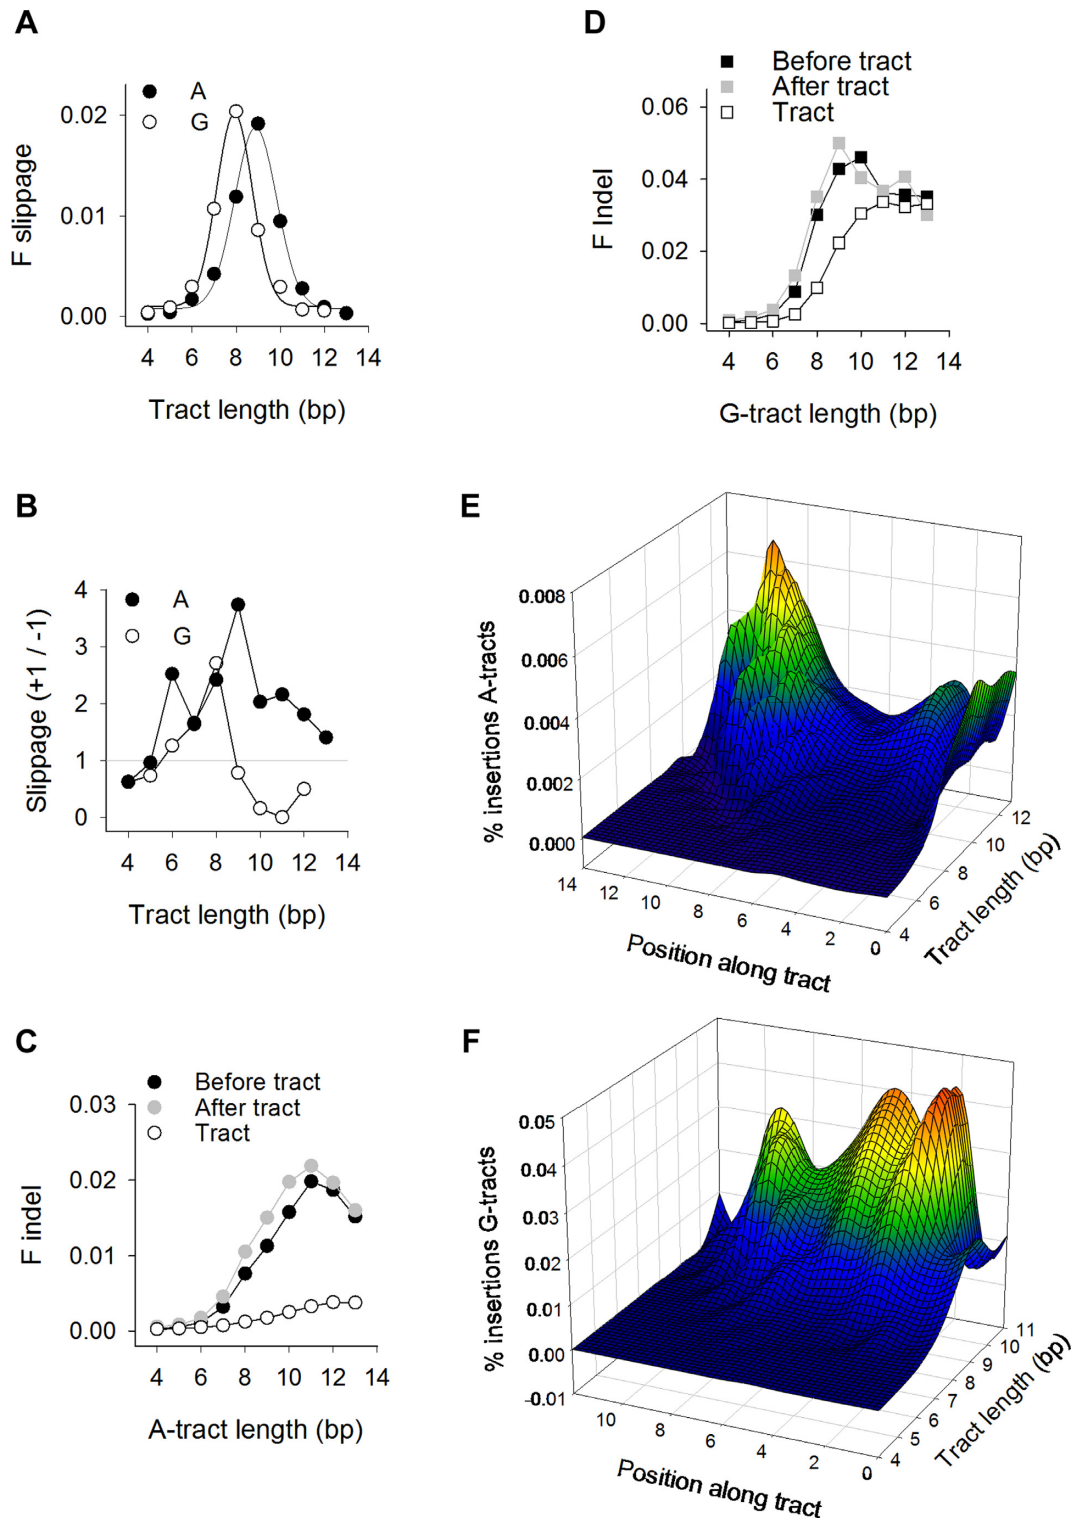 A
A
G
0.02
0.01
0.00
F slippage
4 6 8 10 12 14
Tract length (bp)
B
A
G
4
3
2
1
0
Slippage (+1 / -1)
4 6 8 10 12 14
Tract length (bp)
C
Before tract
After tract
Tract
0.03
0.02
0.01
0.00
F indel
4 6 8 10 12 14
A-tract length (bp)
D
Before tract
After tract
Tract
0.06
0.04
0.02
0.00
F Indel
4 6 8 10 12 14
G-tract length (bp)
E
0.008
0.006
0.004
0.002
0.000
% insertions A-tracts
14 12 10 8 6 4 2 0
Position along tract
4 6 8 10 12
Tract length (bp)
F
0.05
0.04
0.03
0.02
0.01
0.00
-0.01
% insertions G-tracts
10 8 6 4 2 0
Position along tract
4 5 6 7 8 9 10 11
Tract length (bp)